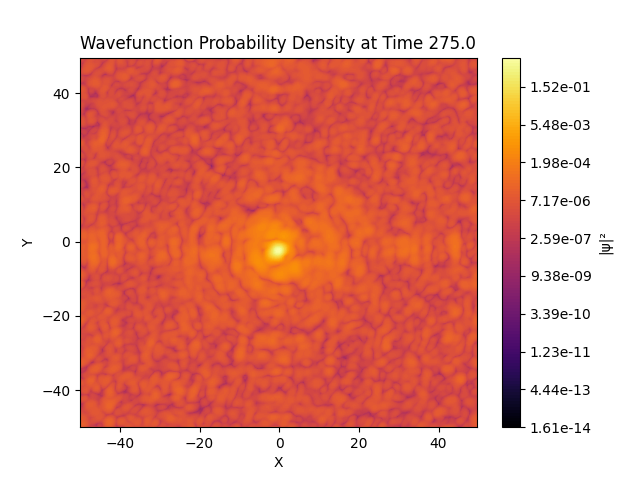 Wavefunction Probability Density at Time 275.0
Y
40
20
0
−20
−40
−40 −20 0 20 40
X
1.52e-01
5.48e-03
1.98e-04
7.17e-06
2.59e-07
9.38e-09
3.39e-10
1.23e-11
4.44e-13
1.61e-14
|ψ|²